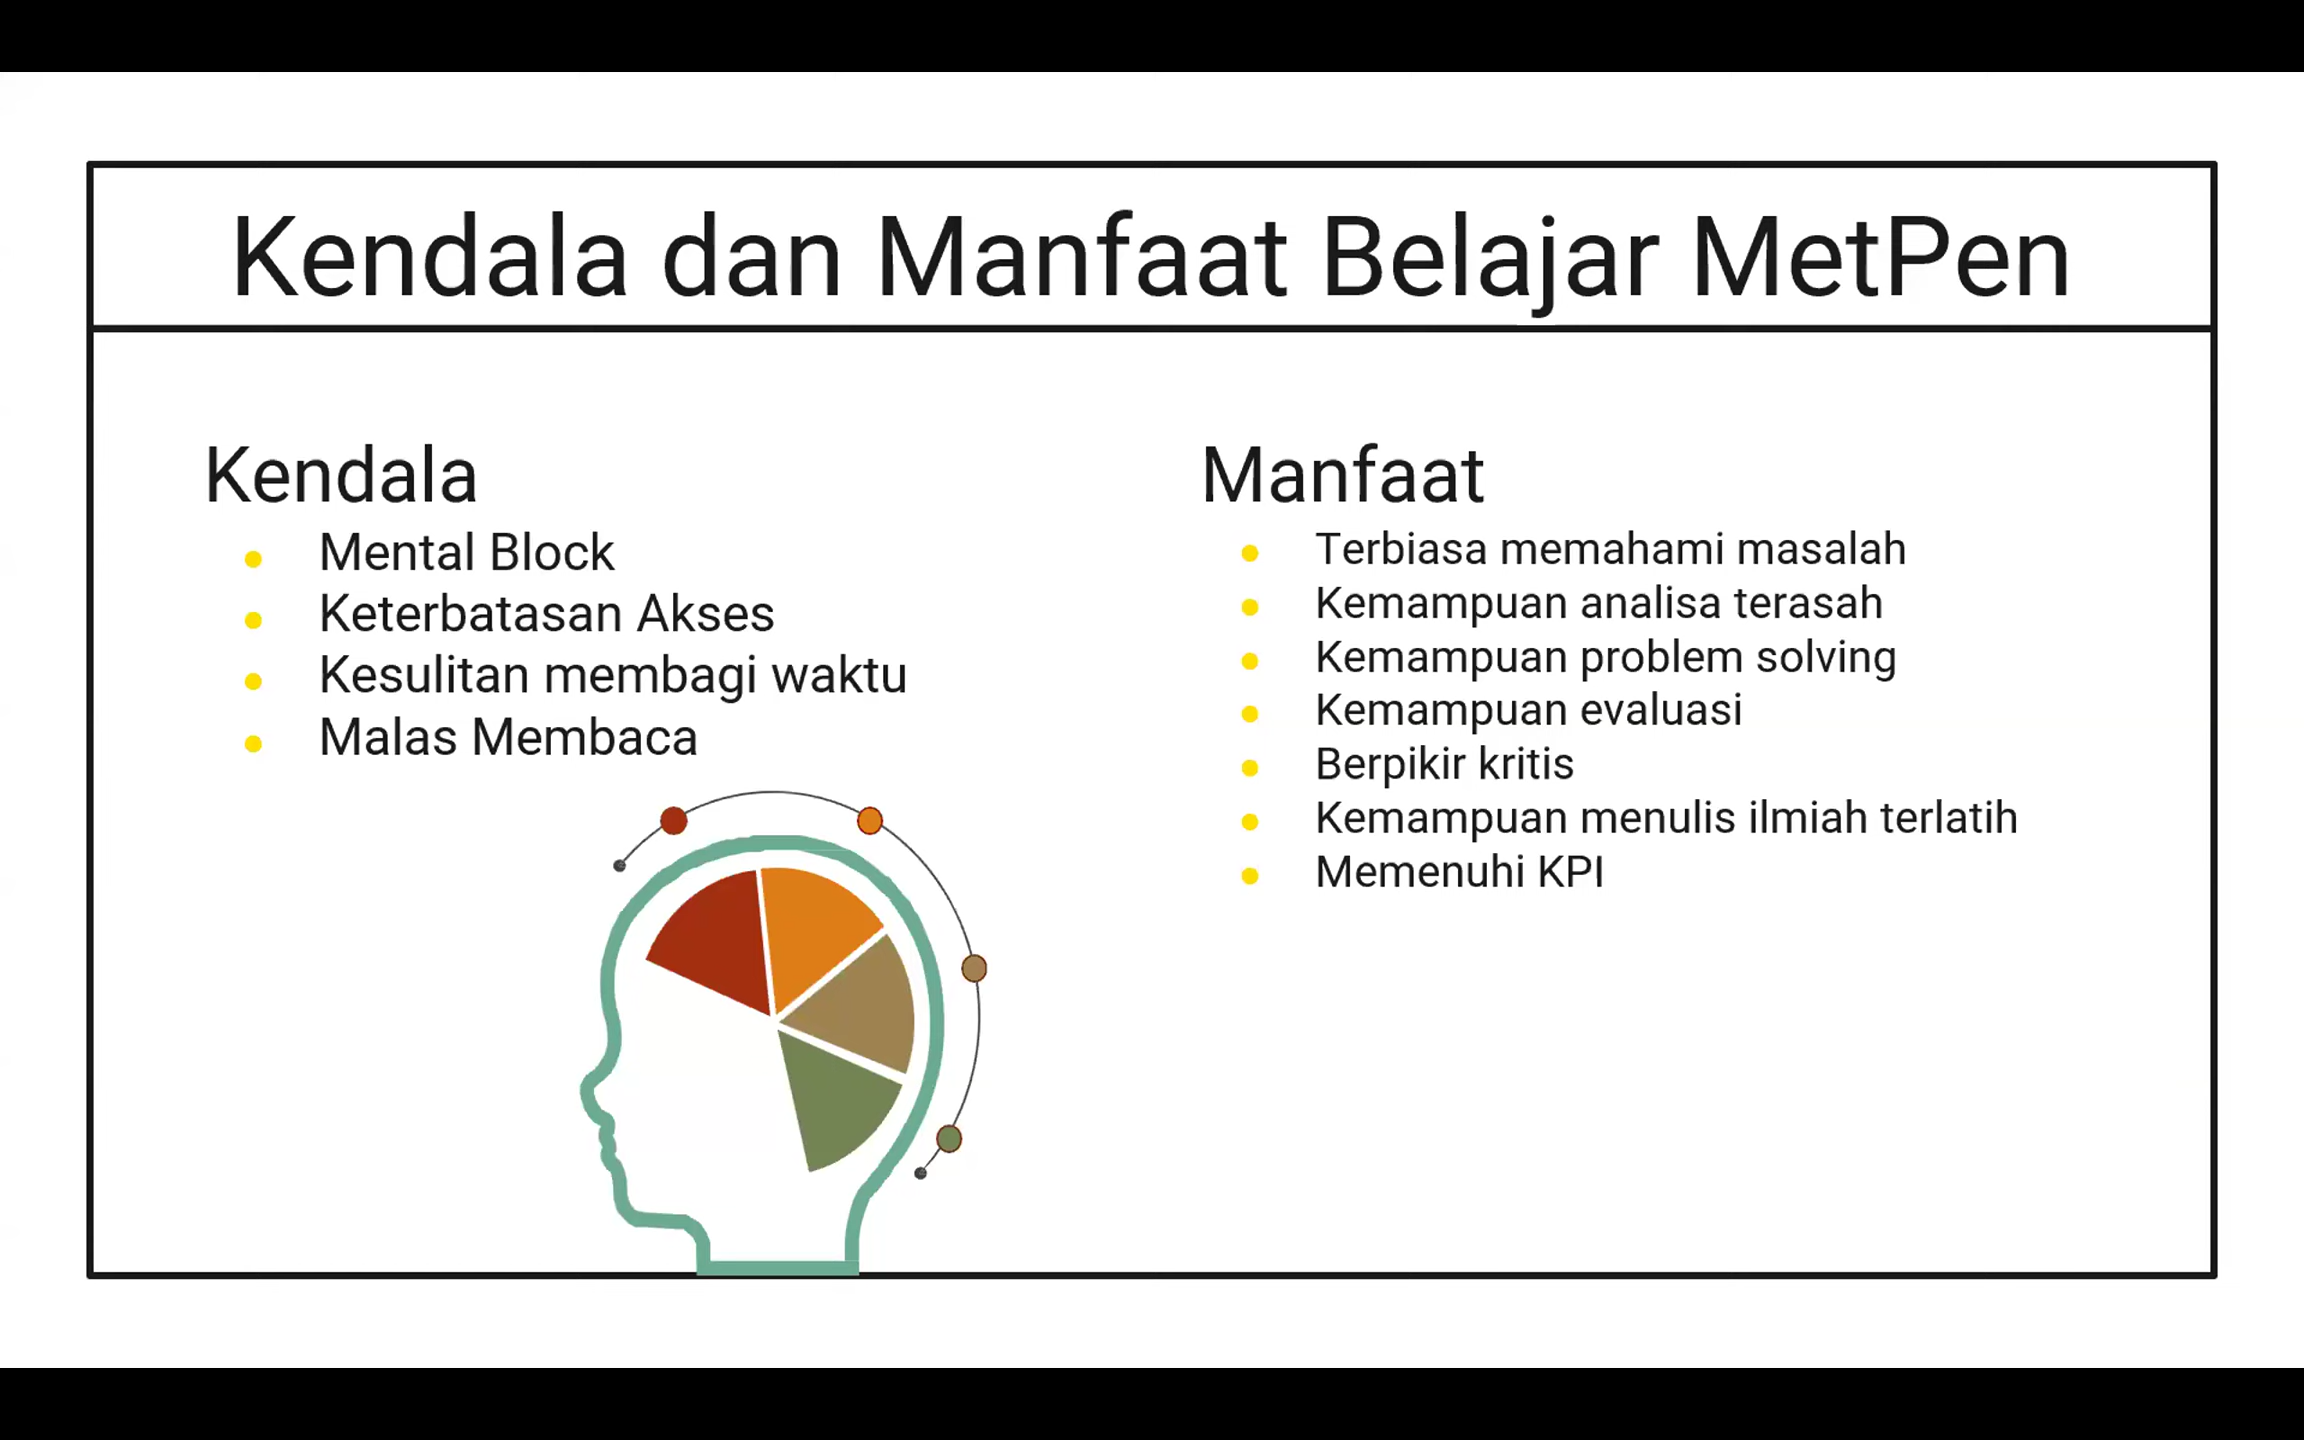 Kendala dan Manfaat Belajar MetPen
Kendala
Mental Block
Keterbatasan Akses
Kesulitan membagi waktu
Malas Membaca
Manfaat
Terbiasa memahami masalah
Kemampuan analisa terasah
Kemampuan problem solving
Kemampuan evaluasi
Berpikir kritis
Kemampuan menulis ilmiah terlatih
Memenuhi KPI